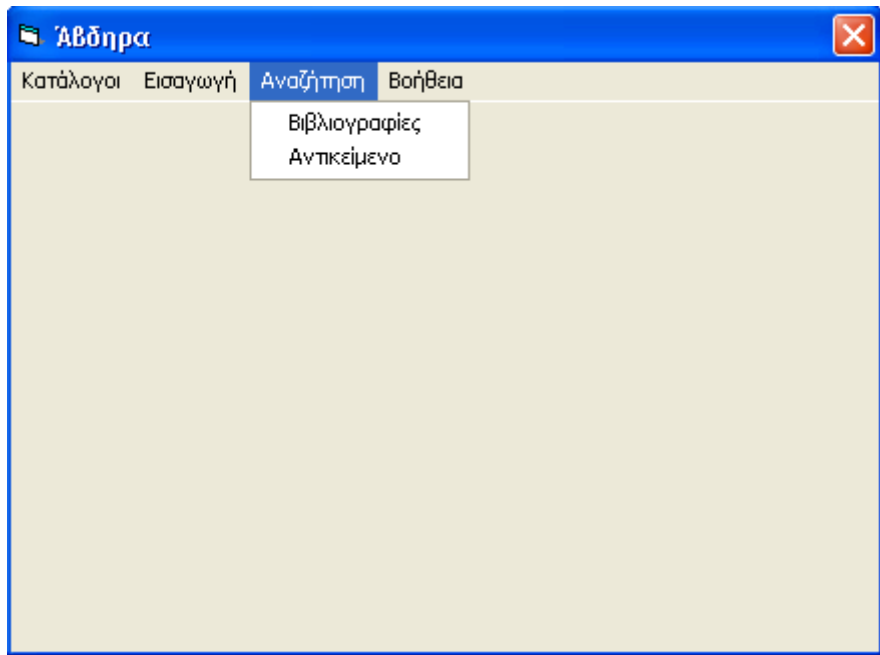 Άβδηρα
Κατάλογοι Εισαγωγή Αναζήτηση Βοήθεια
Βιβλιογραφίες
Αντικείμενο